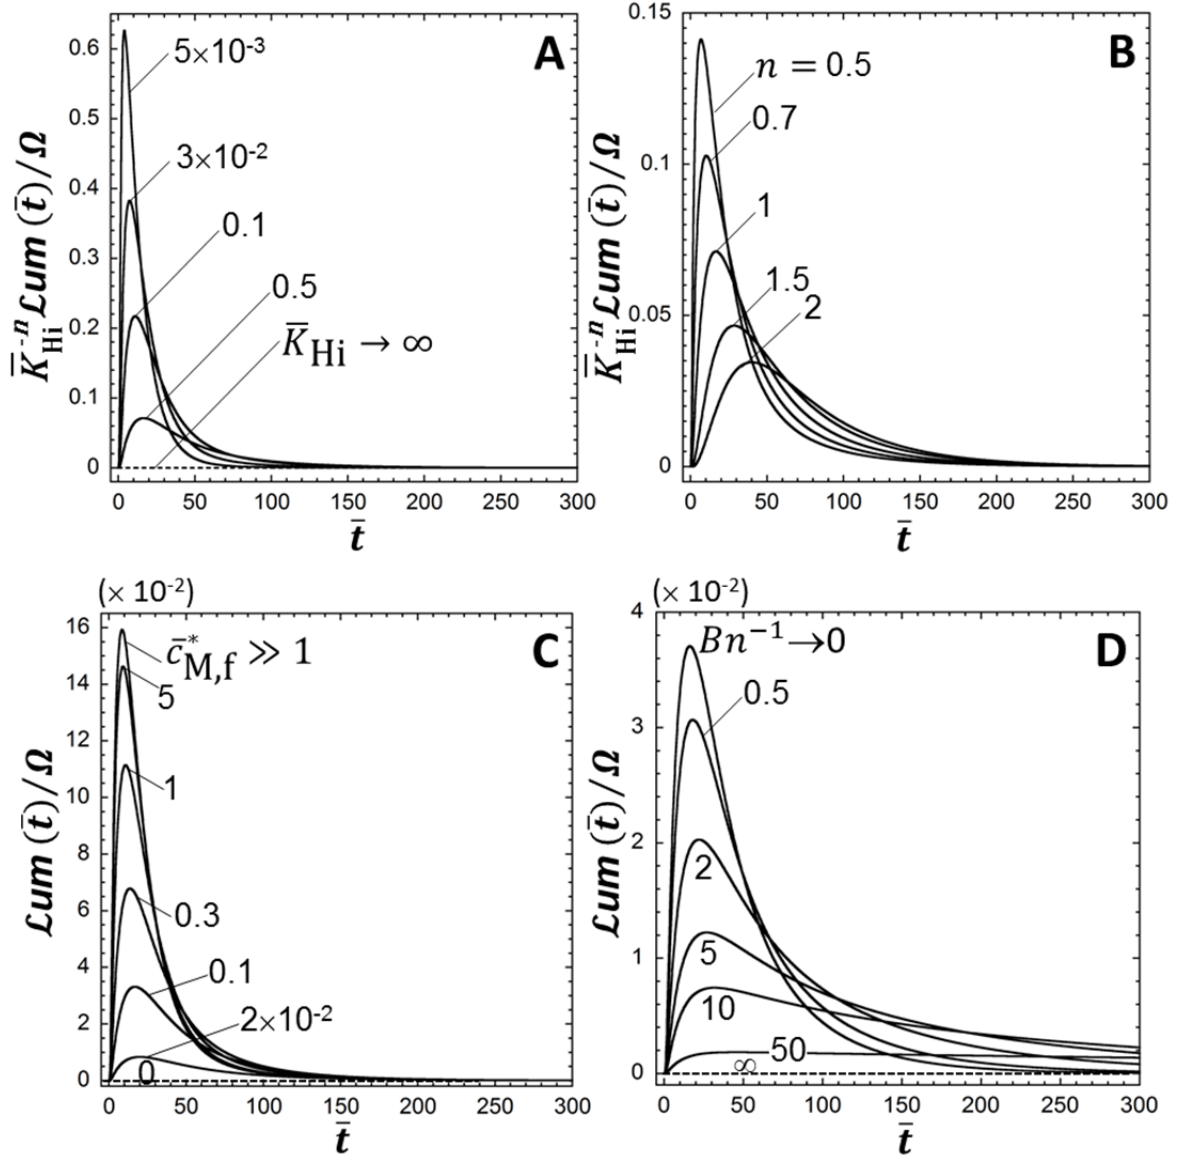 A
0.6
0.5
0.4
0.3
0.2
0.1
0
5×10⁻³
3×10⁻²
0.1
0.5
K̅_Hi → ∞
K̅_Hi⁻ⁿ ℒum (t̅) / Ω
0 50 100 150 200 250 300
t̅
B
0.15
0.1
0.05
0
n = 0.5
0.7
1
1.5
2
K̅_Hi⁻ⁿ ℒum (t̅) / Ω
0 50 100 150 200 250 300
t̅
(× 10⁻²)
C
16
14
12
10
8
6
4
2
0
c̅*_M,f ≫ 1
5
1
0.3
0.1
2×10⁻²
0
ℒum (t̅) / Ω
0 50 100 150 200 250 300
t̅
(× 10⁻²)
D
4
3
2
1
0
Bn⁻¹→0
0.5
2
5
10
50
∞
ℒum (t̅) / Ω
0 50 100 150 200 250 300
t̅